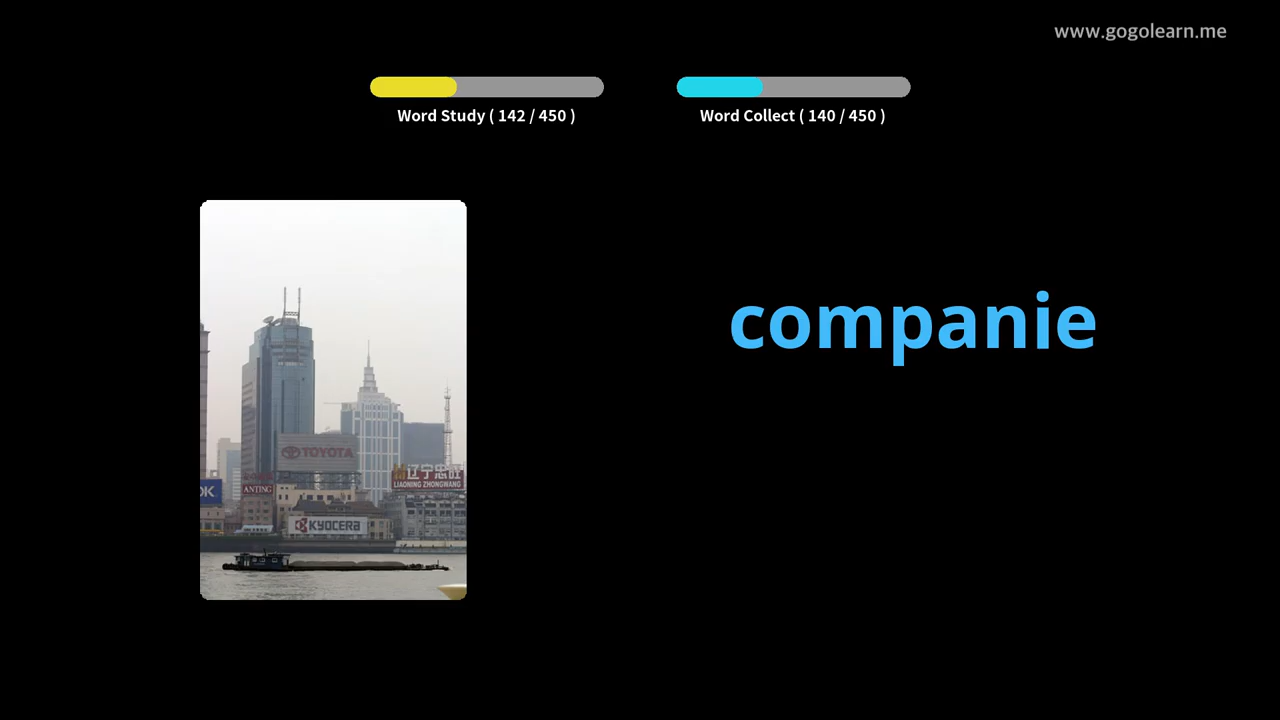 www.gogolearn.me
Word Study ( 142 / 450 )
Word Collect ( 140 / 450 )
companie
TOYOTA
辽宁忠旺
LIAONING ZHONGWANG
ANTING
KYOCERA